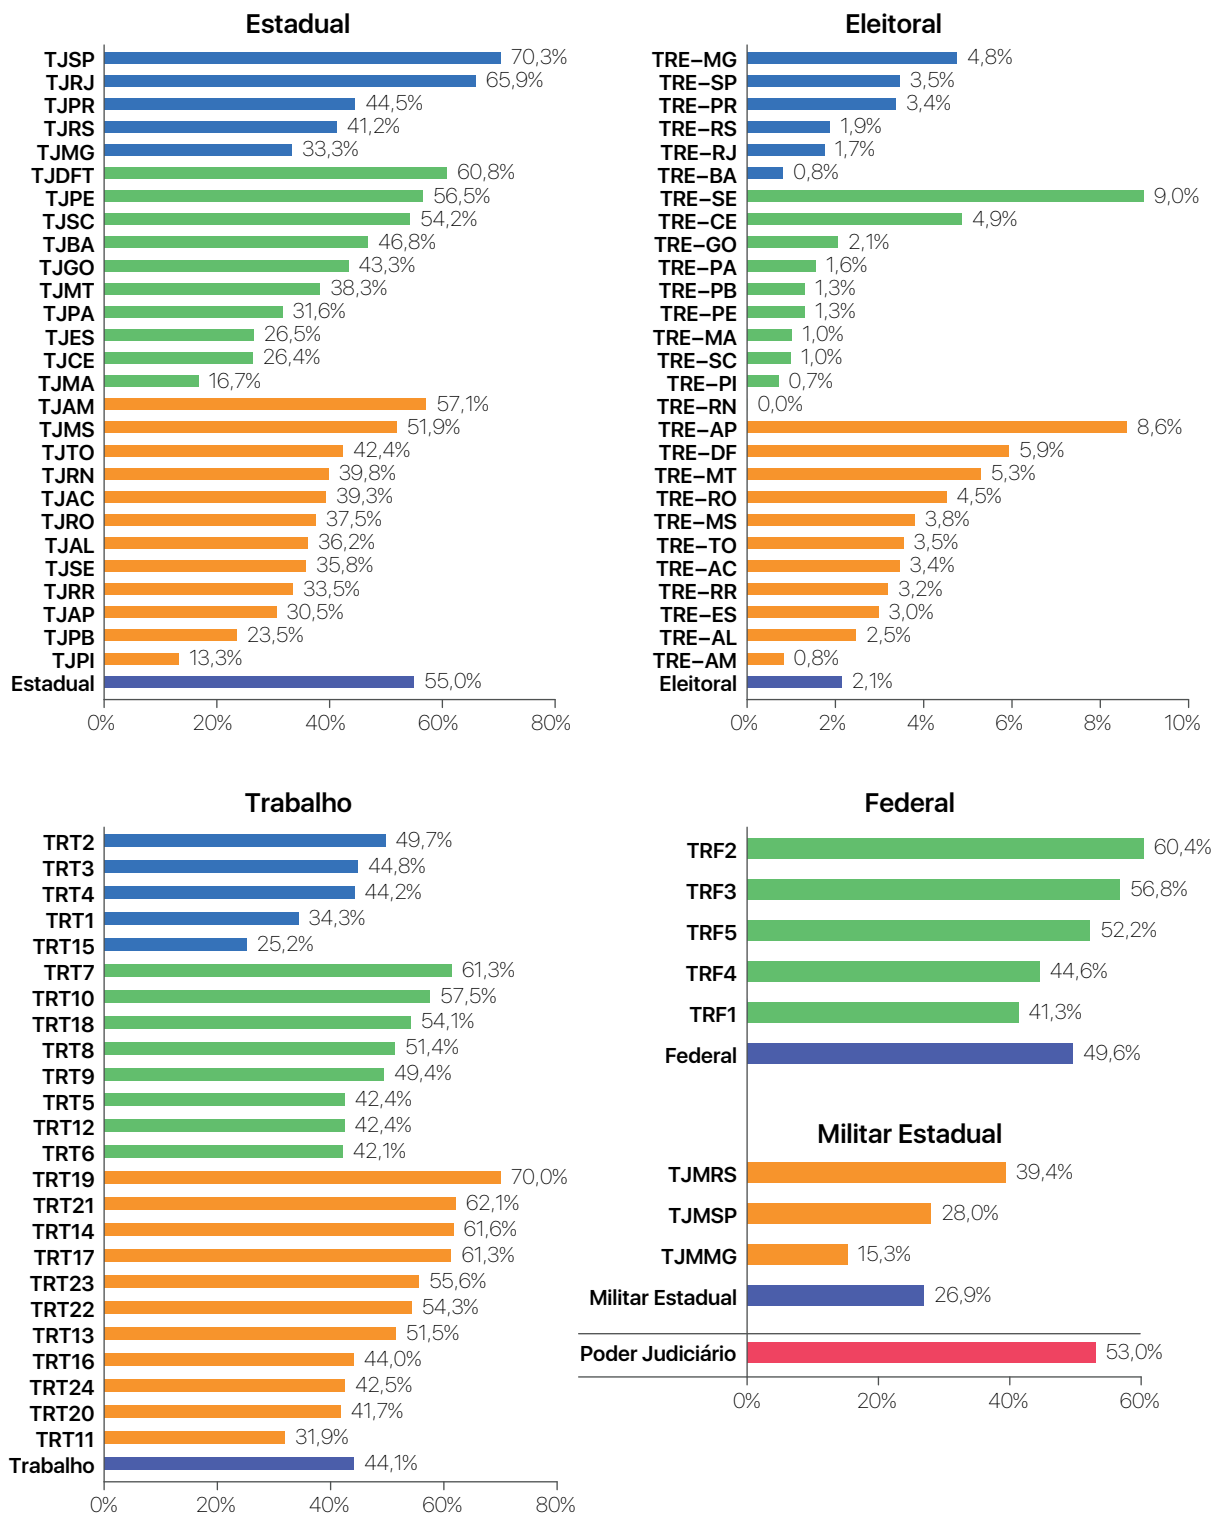 Estadual
TJSP 70,3%
TJRJ 65,9%
TJPR 44,5%
TJRS 41,2%
TJMG 33,3%
TJDFT 60,8%
TJPE 56,5%
TJSC 54,2%
TJBA 46,8%
TJGO 43,3%
TJMT 38,3%
TJPA 31,6%
TJES 26,5%
TJCE 26,4%
TJMA 16,7%
TJAM 57,1%
TJMS 51,9%
TJTO 42,4%
TJRN 39,8%
TJAC 39,3%
TJRO 37,5%
TJAL 36,2%
TJSE 35,8%
TJRR 33,5%
TJAP 30,5%
TJPB 23,5%
TJPI 13,3%
Estadual 55,0%
0% 20% 40% 60% 80%
Eleitoral
TRE–MG 4,8%
TRE–SP 3,5%
TRE–PR 3,4%
TRE–RS 1,9%
TRE–RJ 1,7%
TRE–BA 0,8%
TRE–SE 9,0%
TRE–CE 4,9%
TRE–GO 2,1%
TRE–PA 1,6%
TRE–PB 1,3%
TRE–PE 1,3%
TRE–MA 1,0%
TRE–SC 1,0%
TRE–PI 0,7%
TRE–RN 0,0%
TRE–AP 8,6%
TRE–DF 5,9%
TRE–MT 5,3%
TRE–RO 4,5%
TRE–MS 3,8%
TRE–TO 3,5%
TRE–AC 3,4%
TRE–RR 3,2%
TRE–ES 3,0%
TRE–AL 2,5%
TRE–AM 0,8%
Eleitoral 2,1%
0% 2% 4% 6% 8% 10%
Trabalho
TRT2 49,7%
TRT3 44,8%
TRT4 44,2%
TRT1 34,3%
TRT15 25,2%
TRT7 61,3%
TRT10 57,5%
TRT18 54,1%
TRT8 51,4%
TRT9 49,4%
TRT5 42,4%
TRT12 42,4%
TRT6 42,1%
TRT19 70,0%
TRT21 62,1%
TRT14 61,6%
TRT17 61,3%
TRT23 55,6%
TRT22 54,3%
TRT13 51,5%
TRT16 44,0%
TRT24 42,5%
TRT20 41,7%
TRT11 31,9%
Trabalho 44,1%
0% 20% 40% 60% 80%
Federal
TRF2 60,4%
TRF3 56,8%
TRF5 52,2%
TRF4 44,6%
TRF1 41,3%
Federal 49,6%
Militar Estadual
TJMRS 39,4%
TJMSP 28,0%
TJMMG 15,3%
Militar Estadual 26,9%
Poder Judiciário 53,0%
0% 20% 40% 60%